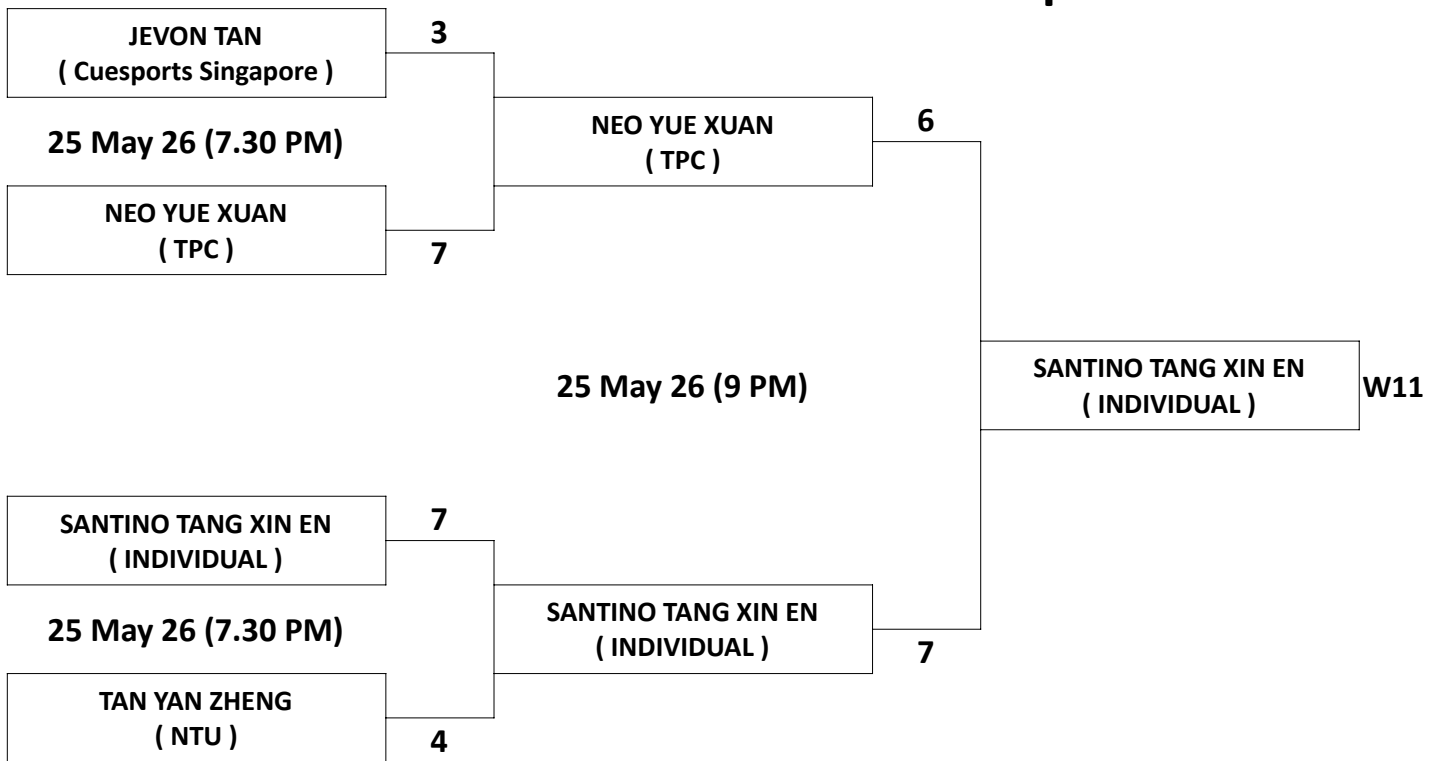 JEVON TAN
( Cuesports Singapore )
3
25 May 26 (7.30 PM)
NEO YUE XUAN
( TPC )
7
NEO YUE XUAN
( TPC )
6
25 May 26 (9 PM)
SANTINO TANG XIN EN
( INDIVIDUAL )
W11
SANTINO TANG XIN EN
( INDIVIDUAL )
7
25 May 26 (7.30 PM)
TAN YAN ZHENG
( NTU )
4
SANTINO TANG XIN EN
( INDIVIDUAL )
7